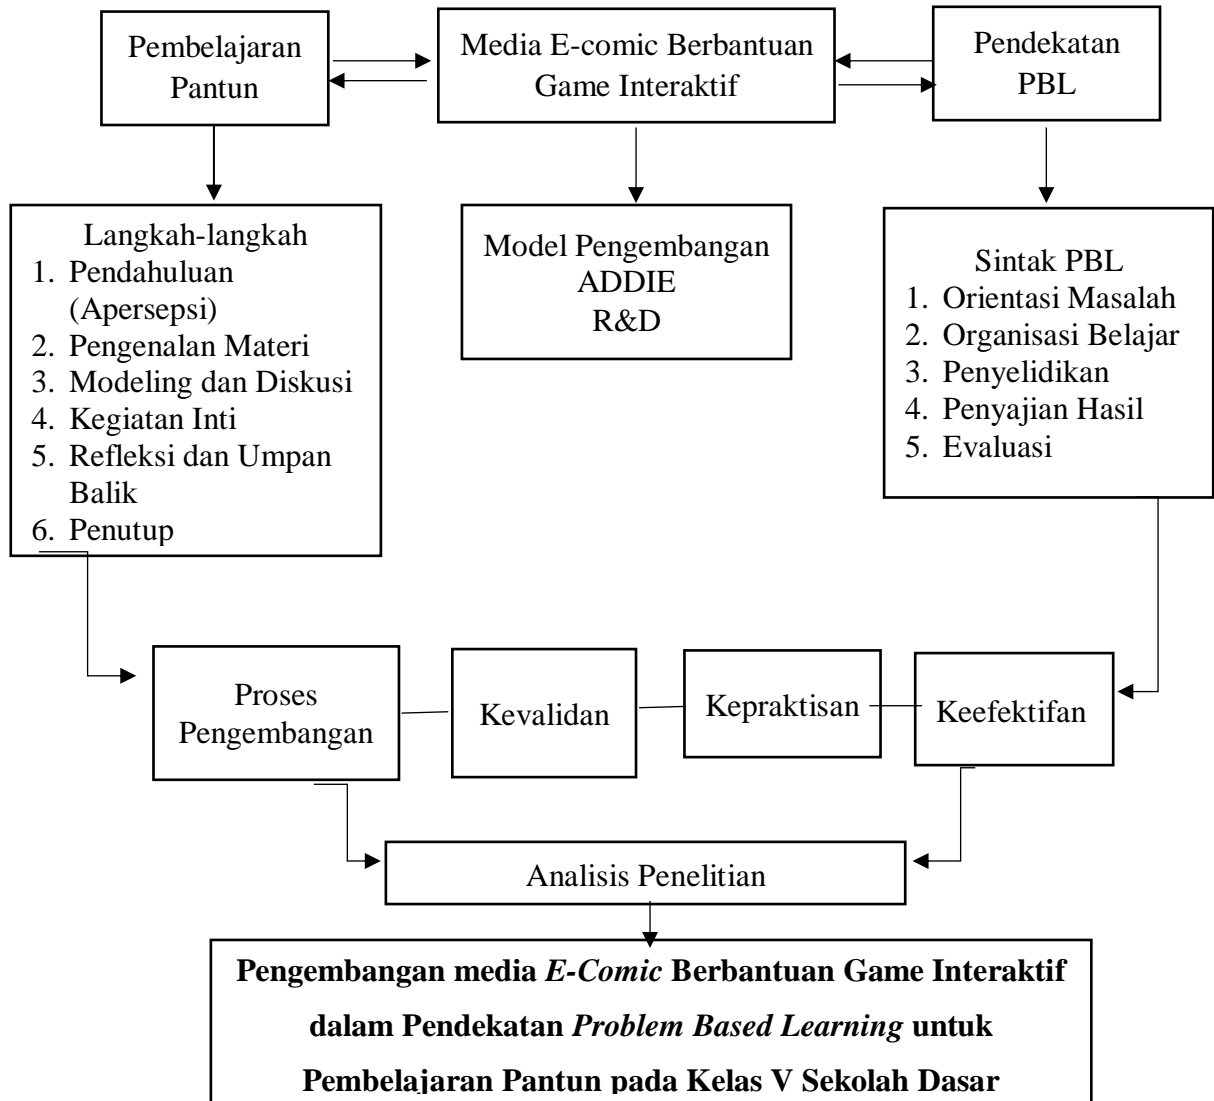 Pembelajaran
Pantun
Media E-comic Berbantuan
Game Interaktif
Pendekatan
PBL
Langkah-langkah
1. Pendahuluan
(Apersepsi)
2. Pengenalan Materi
3. Modeling dan Diskusi
4. Kegiatan Inti
5. Refleksi dan Umpan
Balik
6. Penutup
Model Pengembangan
ADDIE
R&D
Sintak PBL
1. Orientasi Masalah
2. Organisasi Belajar
3. Penyelidikan
4. Penyajian Hasil
5. Evaluasi
Proses
Pengembangan
Kevalidan
Kepraktisan
Keefektifan
Analisis Penelitian
Pengembangan media E-Comic Berbantuan Game Interaktif
dalam Pendekatan Problem Based Learning untuk
Pembelajaran Pantun pada Kelas V Sekolah Dasar